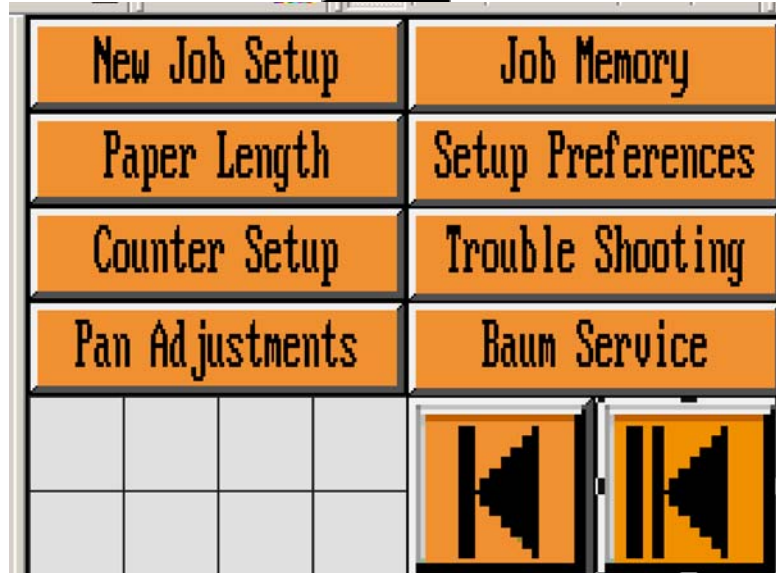 New Job Setup
Job Memory
Paper Length
Setup Preferences
Counter Setup
Trouble Shooting
Pan Adjustments
Baum Service